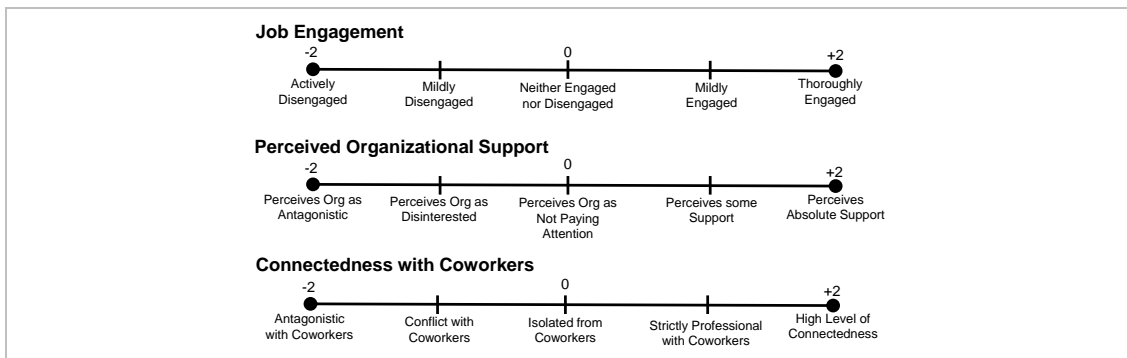 Job Engagement
-2 0 +2
Actively Mildly Neither Engaged Mildly Thoroughly
Disengaged Disengaged nor Disengaged Engaged Engaged
Perceived Organizational Support
-2 0 +2
Perceives Org as Perceives Org as Perceives Org as Perceives some Perceives
Antagonistic Disinterested Not Paying Support Absolute Support
Attention
Connectedness with Coworkers
-2 0 +2
Antagonistic Conflict with Isolated from Strictly Professional High Level of
with Coworkers Coworkers Coworkers with Coworkers Connectedness